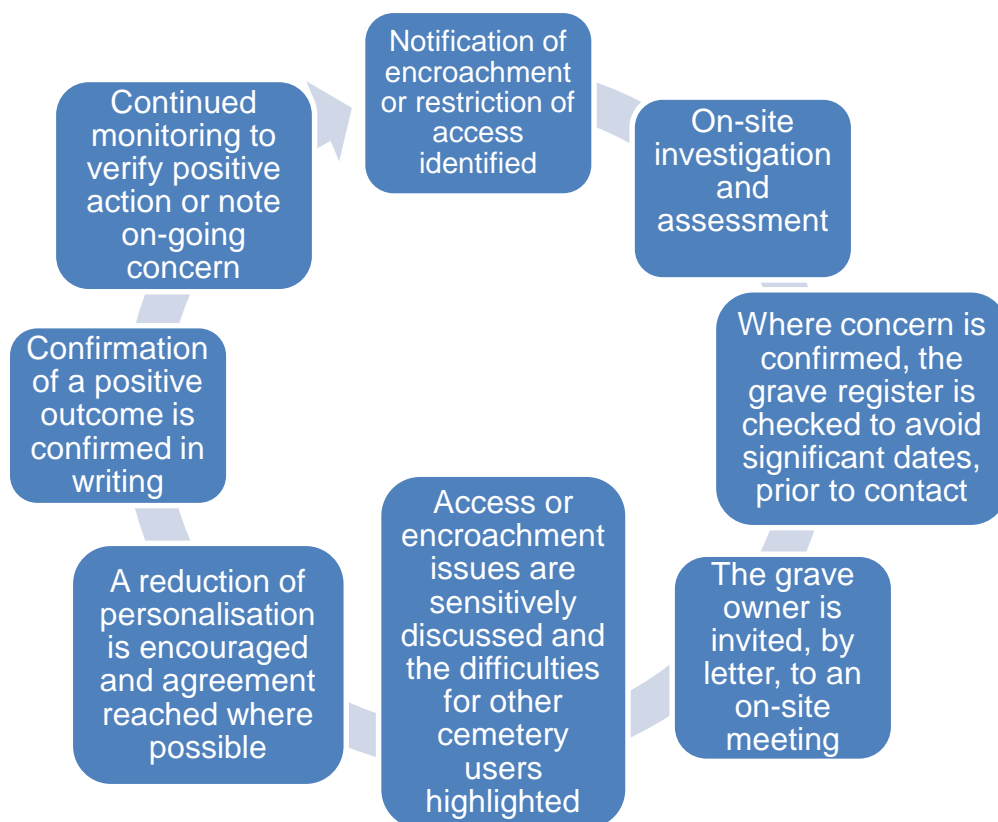 Notification of
encroachment
or restriction of
access
identified
On-site
investigation
and
assessment
Where concern is
confirmed, the
grave register is
checked to avoid
significant dates,
prior to contact
The grave
owner is
invited, by
letter, to an
on-site
meeting
Access or
encroachment
issues are
sensitively
discussed and
the difficulties
for other
cemetery
users
highlighted
A reduction of
personalisation
is encouraged
and agreement
reached where
possible
Confirmation
of a positive
outcome is
confirmed in
writing
Continued
monitoring to
verify positive
action or note
on-going
concern